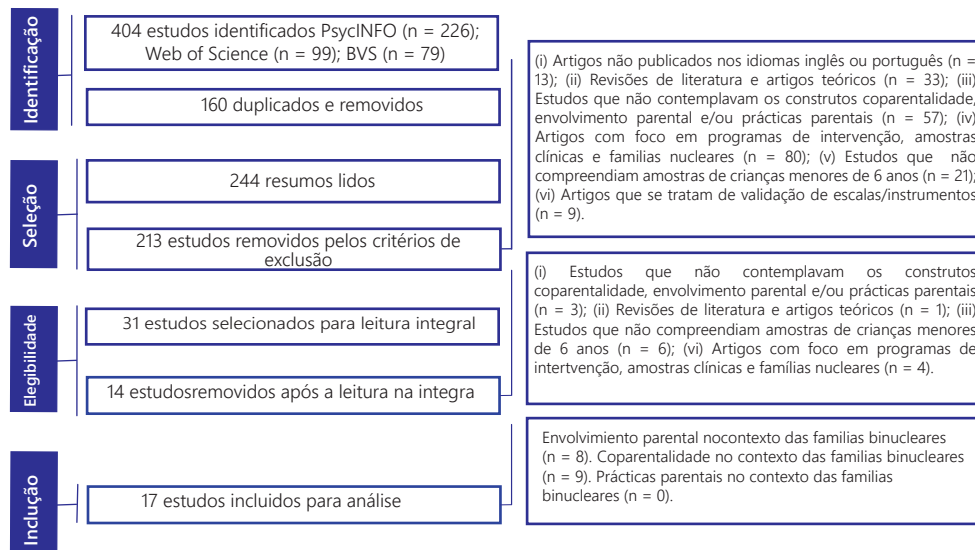 Identificação
404 estudos identificados PsycINFO (n = 226);
Web of Science (n = 99); BVS (n = 79)
160 duplicados e removidos
(i) Artigos não publicados nos idiomas inglês ou português (n =
13); (ii) Revisões de literatura e artigos teóricos (n = 33); (iii)
Estudos que não contemplavam os construtos coparentalidade,
envolvimento parental e/ou prácticas parentais (n = 57); (iv)
Artigos com foco em programas de intervenção, amostras
clínicas e familias nucleares (n = 80); (v) Estudos que não
compreendiam amostras de crianças menores de 6 anos (n = 21);
(vi) Artigos que se tratam de validação de escalas/instrumentos
(n = 9).
Seleção
244 resumos lidos
213 estudos removidos pelos critérios de
exclusão
(i) Estudos que não contemplavam os construtos
coparentalidade, envolvimento parental e/ou prácticas parentais
(n = 3); (ii) Revisões de literatura e artigos teóricos (n = 1); (iii)
Estudos que não compreendiam amostras de crianças menores
de 6 anos (n = 6); (vi) Artigos com foco em programas de
intertvenção, amostras clínicas e famílias nucleares (n = 4).
Elegibilidade
31 estudos selecionados para leitura integral
14 estudosremovidos após a leitura na integra
Envolvimiento parental nocontexto das familias binucleares
(n = 8). Coparentalidade no contexto das familias binucleares
(n = 9). Prácticas parentais no contexto das familias
binucleares (n = 0).
Inclução
17 estudos incluidos para análise